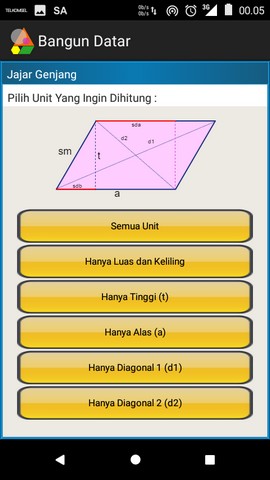 TELKOMSEL SA 0b/s 0b/s 3G 00.05
Bangun Datar
Jajar Genjang
Pilih Unit Yang Ingin Dihitung :
sda
d2 d1
sm t
sdb
a
Semua Unit
Hanya Luas dan Keliling
Hanya Tinggi (t)
Hanya Alas (a)
Hanya Diagonal 1 (d1)
Hanya Diagonal 2 (d2)